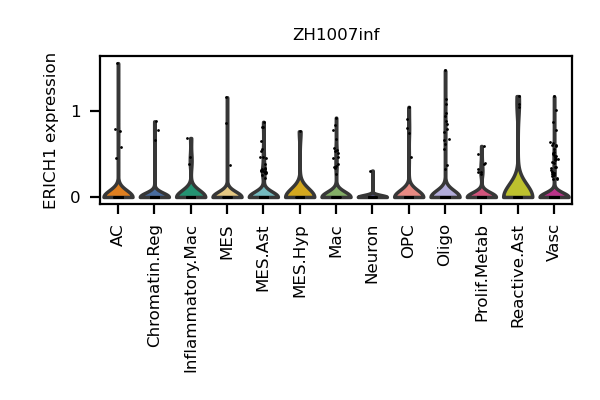 ZH1007inf
ERICH1 expression
1
0
AC
Chromatin.Reg
Inflammatory.Mac
MES
MES.Ast
MES.Hyp
Mac
Neuron
OPC
Oligo
Prolif.Metab
Reactive.Ast
Vasc